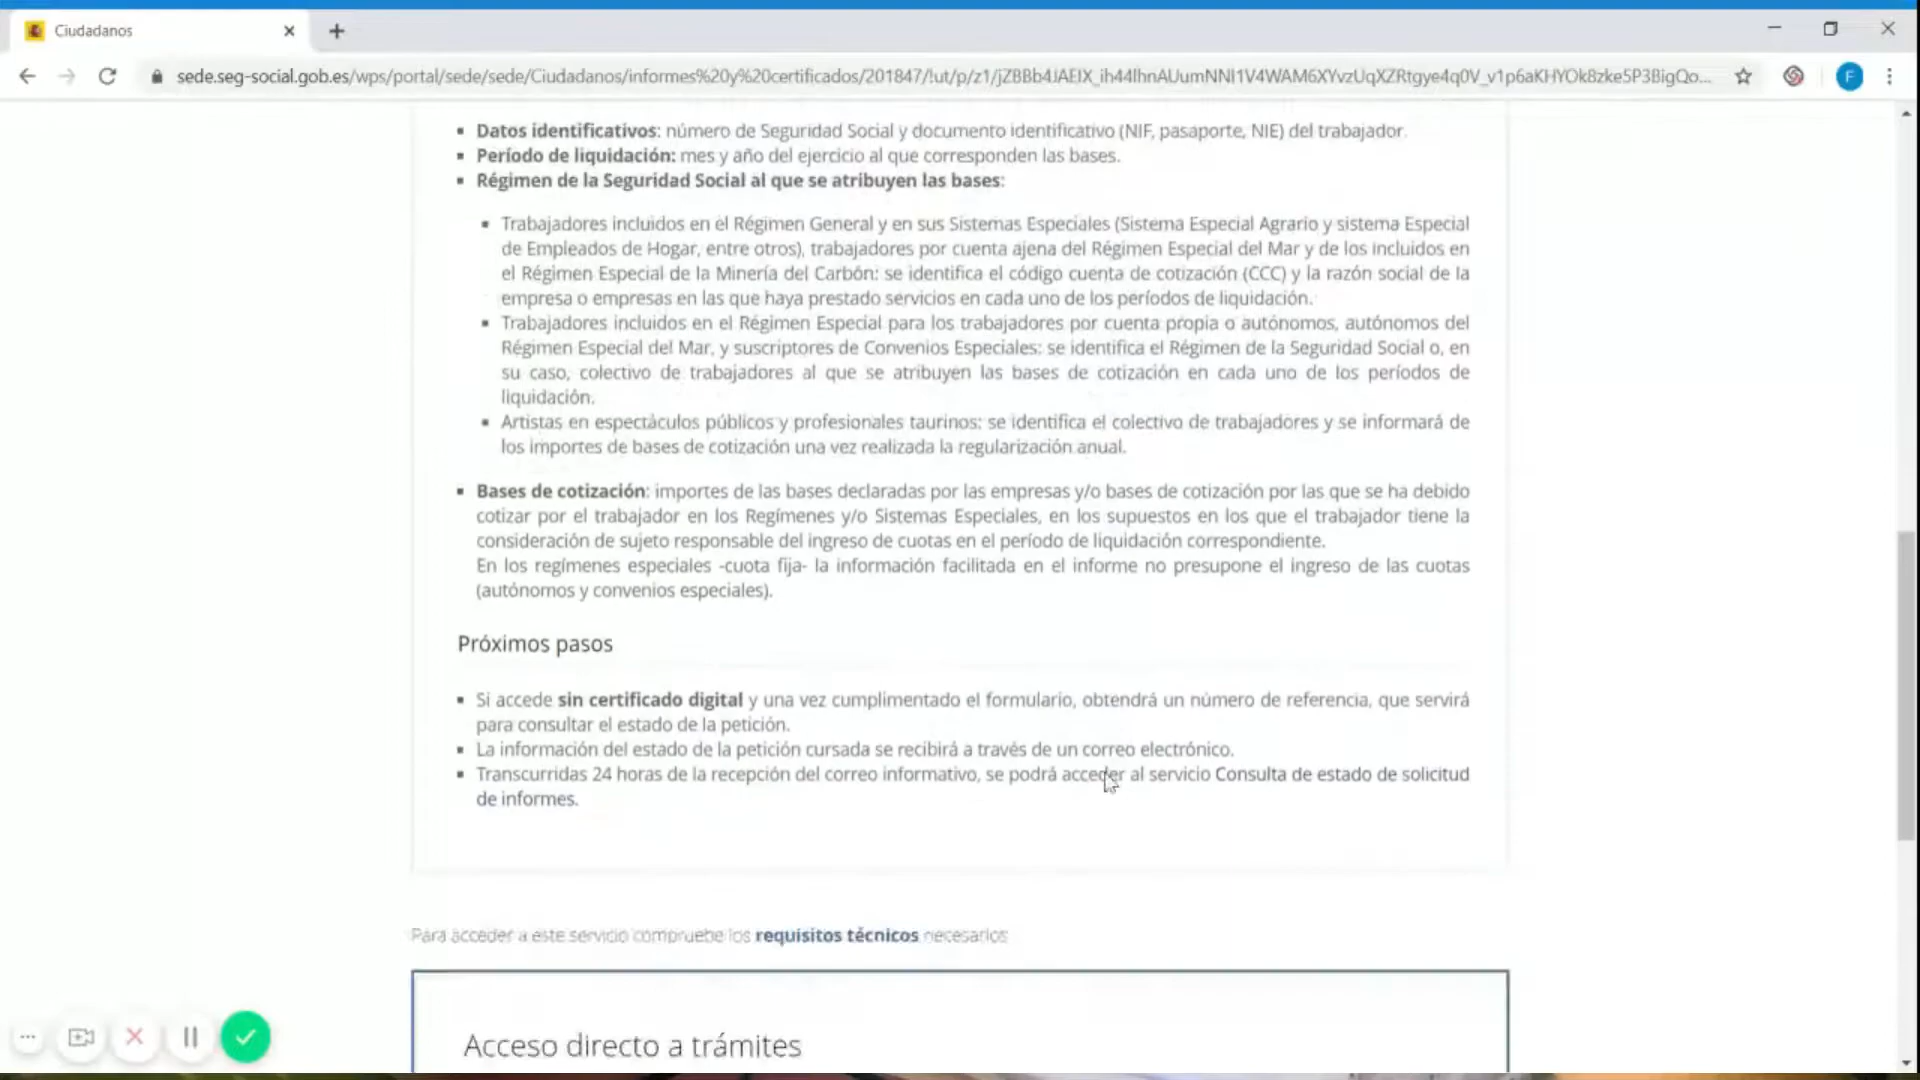 Ciudadanos
sede.seg-social.gob.es/wps/portal/sede/sede/Ciudadanos/informes%20y%20certificados/201847/!ut/p/z1/
Datos identificativos: número de Seguridad Social y documento identificativo (NIF, pasaporte, NIE) del trabajador.
Período de liquidación: mes y año del ejercicio al que corresponden las bases.
Régimen de la Seguridad Social al que se atribuyen las bases:
Trabajadores incluidos en el Régimen General y en sus Sistemas Especiales (Sistema Especial Agrario y sistema Especial
de Empleados de Hogar, entre otros), trabajadores por cuenta ajena del Régimen Especial del Mar y de los incluidos en
el Régimen Especial de la Minería del Carbón: se identifica el código cuenta de cotización (CCC) y la razón social de la
empresa o empresas en las que haya prestado servicios en cada uno de los períodos de liquidación.
Trabajadores incluidos en el Régimen Especial para los trabajadores por cuenta propia o autónomos, autónomos del
Régimen Especial del Mar, y suscriptores de Convenios Especiales: se identifica el Régimen de la Seguridad Social o, en
su caso, colectivo de trabajadores al que se atribuyen las bases de cotización en cada uno de los períodos de
liquidación.
Artistas en espectáculos públicos y profesionales taurinos: se identifica el colectivo de trabajadores y se informará de
los importes de bases de cotización una vez realizada la regularización anual.
Bases de cotización: importes de las bases declaradas por las empresas y/o bases de cotización por las que se ha debido
cotizar por el trabajador en los Regímenes y/o Sistemas Especiales, en los supuestos en los que el trabajador tiene la
consideración de sujeto responsable del ingreso de cuotas en el período de liquidación correspondiente.
En los regímenes especiales -cuota fija- la información facilitada en el informe no presupone el ingreso de las cuotas
(autónomos y convenios especiales).
Próximos pasos
Si accede sin certificado digital y una vez cumplimentado el formulario, obtendrá un número de referencia, que servirá
para consultar el estado de la petición.
La información del estado de la petición cursada se recibirá a través de un correo electrónico.
Transcurridas 24 horas de la recepción del correo informativo, se podrá acceder al servicio Consulta de estado de solicitud
de informes.
Para acceder a este servicio compruebe los requisitos técnicos necesarios
Acceso directo a trámites
F